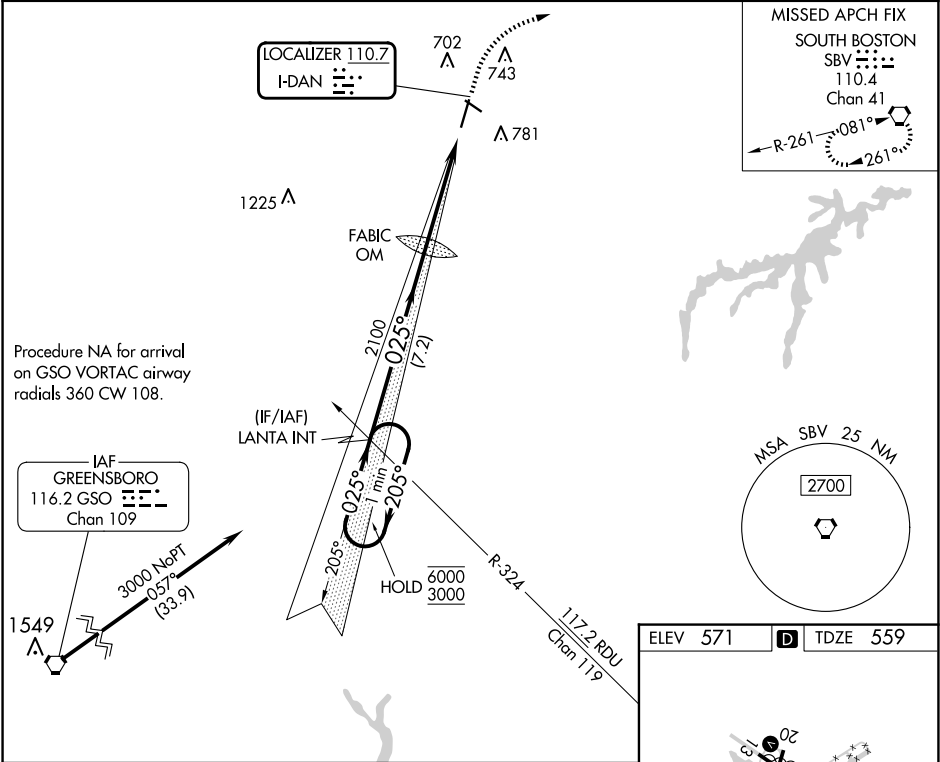 LOCALIZER 110.7
I-DAN
702
743
781
1225
FABIC
OM
2100
025°
(7.2)
MISSED APCH FIX
SOUTH BOSTON
SBV
110.4
Chan 41
R-261
081°
261°
Procedure NA for arrival
on GSO VORTAC airway
radials 360 CW 108.
(IF/IAF)
LANTA INT
025°
1 min
205°
205°
HOLD
6000
3000
IAF
GREENSBORO
116.2 GSO
Chan 109
3000 NoPT
057°
(33.9)
1549
R-324
117.2 RDU
Chan 119
MSA SBV 25 NM
2700
ELEV 571
D
TDZE 559
13
20
V